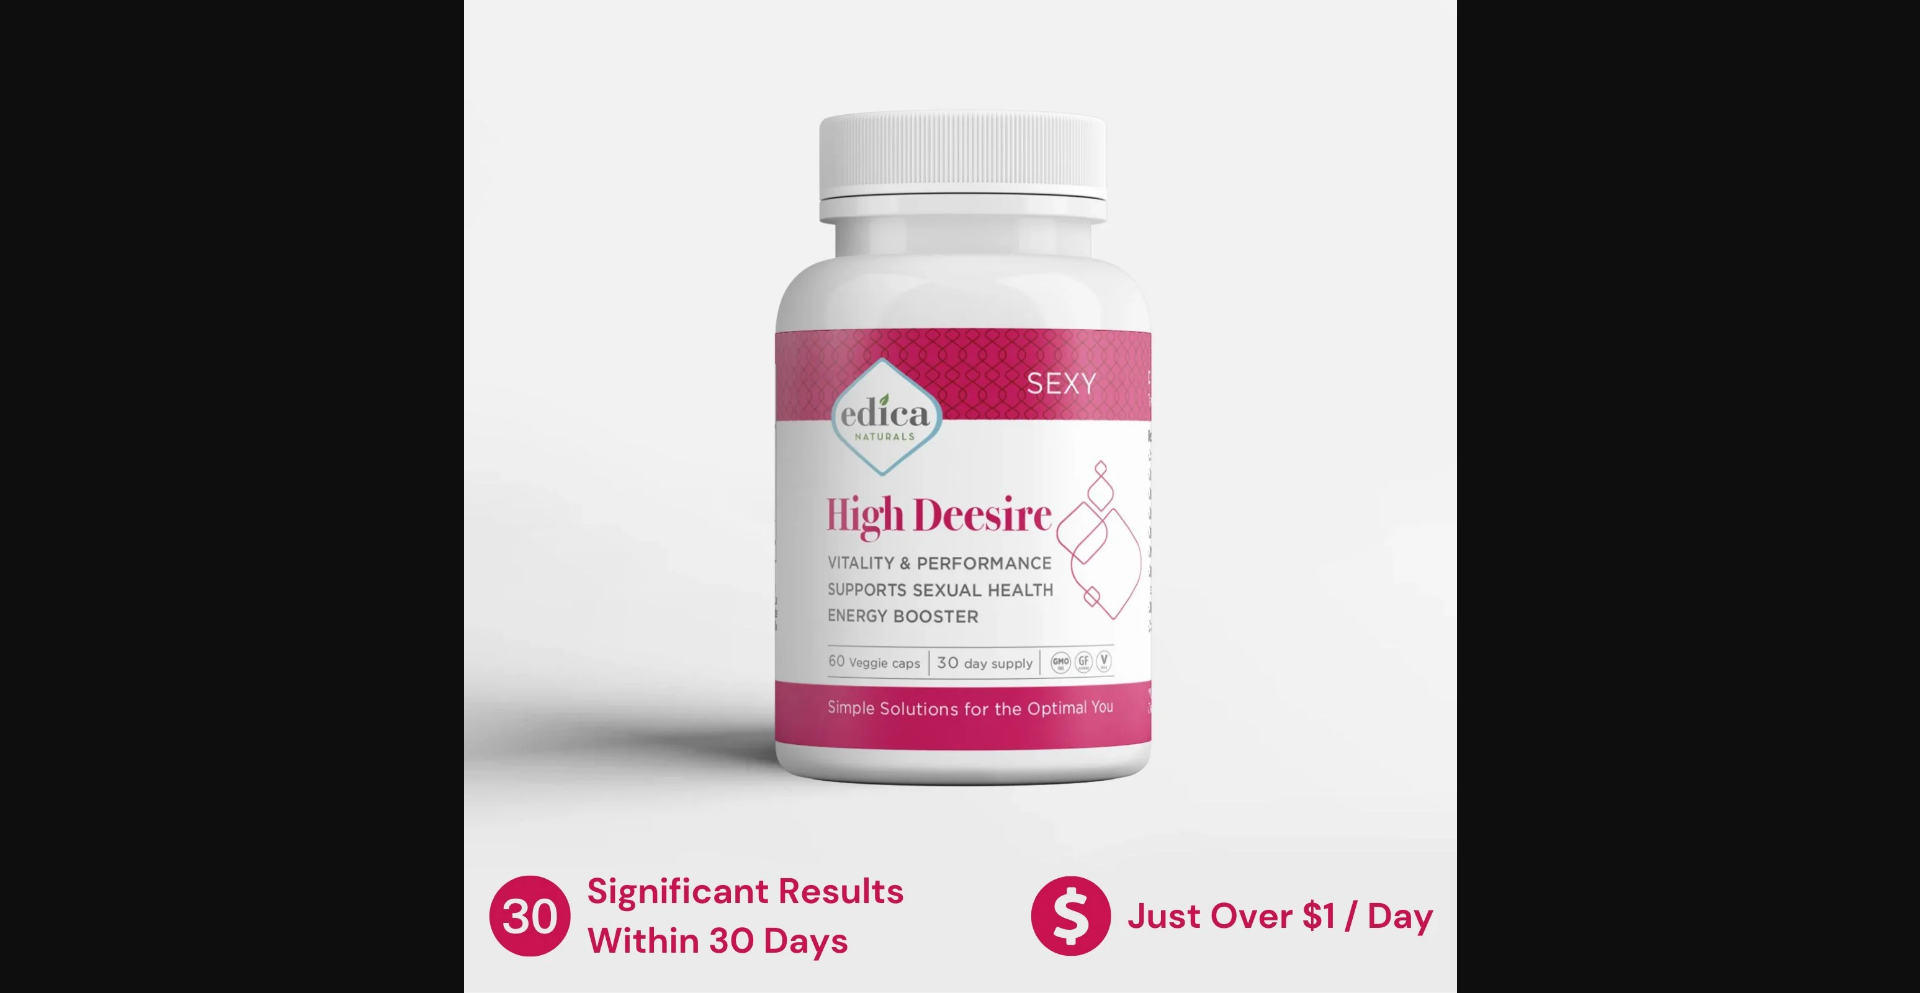 SEXY
edica
NATURALS
High Deesire
VITALITY & PERFORMANCE
SUPPORTS SEXUAL HEALTH
ENERGY BOOSTER
60 Veggie caps
30 day supply
GMO
GF
V
Simple Solutions for the Optimal You
30
Significant Results
Within 30 Days
$
Just Over $1 / Day